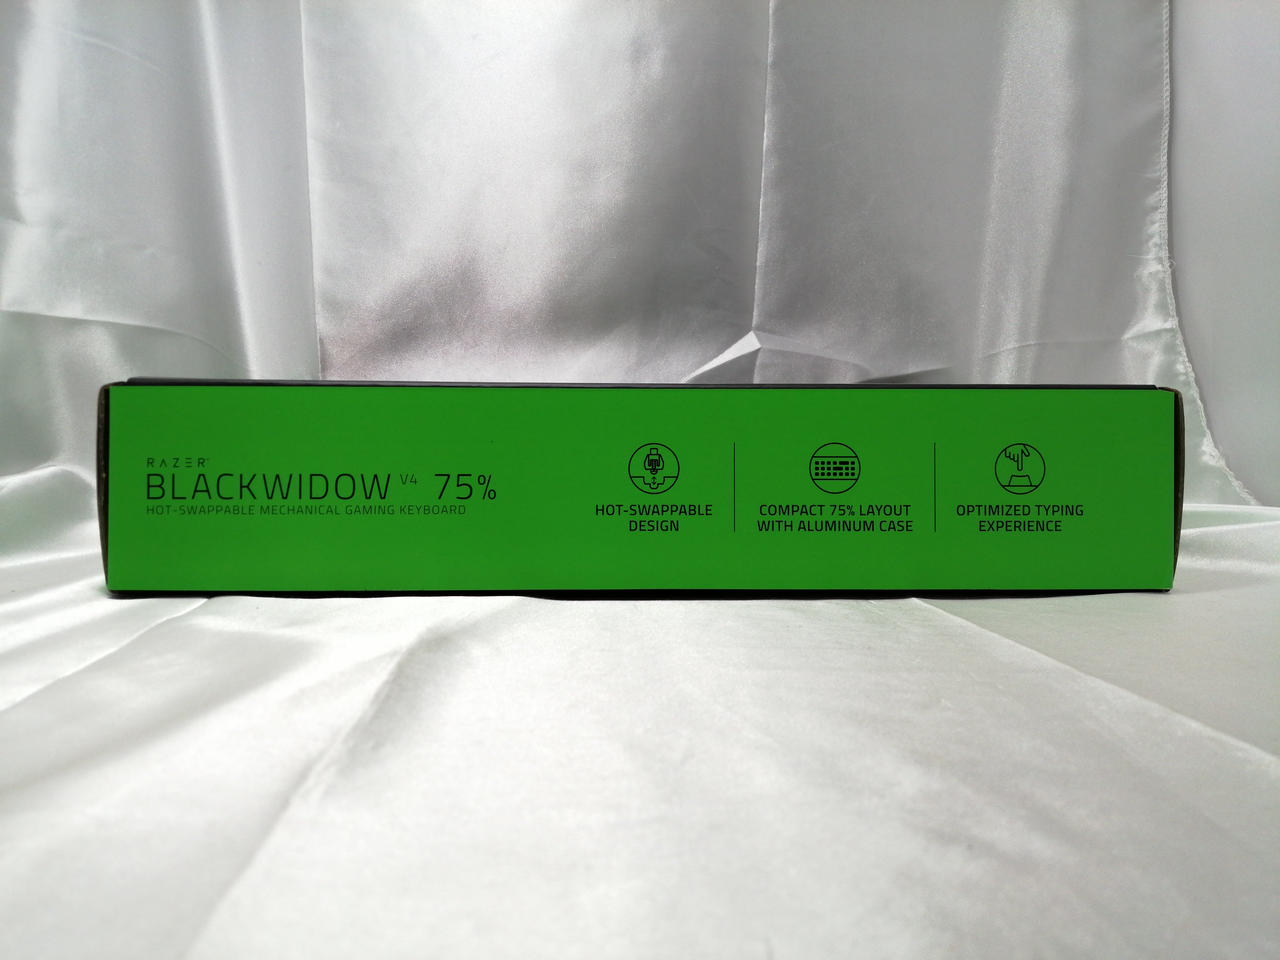 RAZER™
BLACKWIDOW V4 75%
HOT-SWAPPABLE MECHANICAL GAMING KEYBOARD
HOT-SWAPPABLE
DESIGN
COMPACT 75% LAYOUT
WITH ALUMINUM CASE
OPTIMIZED TYPING
EXPERIENCE